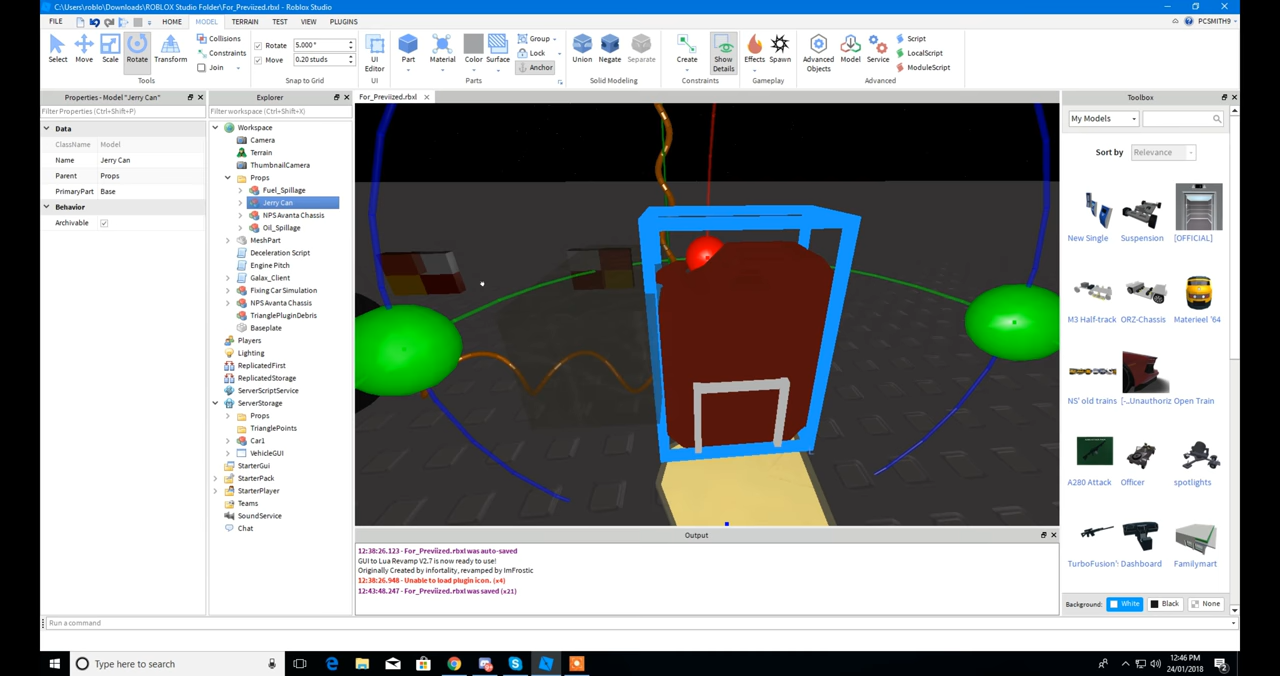 C:\Users\roblo\Downloads\ROBLOX Studio Folder\For_Previized.rbxl - Roblox Studio
FILE HOME MODEL TERRAIN TEST VIEW PLUGINS PCSMITH9
Select Move Scale Rotate Transform
Collisions
Constraints
Join
Tools
Rotate 5.000°
Move 0.20 studs
Snap to Grid
UI Editor
UI
Part Material Color Surface
Group
Lock
Anchor
Parts
Union Negate Separate
Solid Modeling
Create Show Details
Constraints
Effects Spawn
Gameplay
Advanced Objects Model
Script
LocalScript
ModuleScript
Advanced
Properties - Model "Jerry Can"
Filter Properties (Ctrl+Shift+P)
Data
ClassName Model
Name Jerry Can
Parent Props
PrimaryPart Base
Behavior
Archivable
Explorer
Filter workspace (Ctrl+Shift+X)
Workspace
Camera
Terrain
ThumbnailCamera
Props
Fuel_Spillage
Jerry Can
NPS Avanta Chassis
Oil_Spillage
MeshPart
Deceleration Script
Engine Pitch
Galax_Client
Fixing Car Simulation
NPS Avanta Chassis
TrianglePluginDebris
Baseplate
Players
Lighting
ReplicatedFirst
ReplicatedStorage
ServerScriptService
ServerStorage
Props
TrianglePoints
Car1
VehicleGUI
StarterGui
StarterPack
StarterPlayer
Teams
SoundService
Chat
For_Previized.rbxl
Output
12:38:26.123 - For_Previized.rbxl was auto-saved
GUI to Lua Revamp V2.7 is now ready to use!
Originally Created by infortality, revamped by ImFrostic
12:38:26.948 - Unable to load plugin icon. (x4)
12:43:48.247 - For_Previized.rbxl was saved (x21)
Toolbox
My Models
Sort by Relevance
New Single Suspension [OFFICIAL]
M3 Half-track ORZ-Chassis Materieel '64
NS' old trains [-..Unauthoriz Open Train
A280 Attack Officer spotlights
TurboFusion': Dashboard Familymart
Background: White Black None
Run a command
Type here to search
12:46 PM
24/01/2018
2